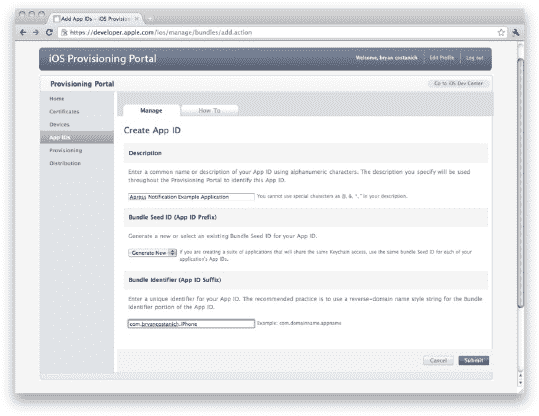 Add App IDs - iOS Provision
https://developer.apple.com/ios/manage/bundles/add.action
iOS Provisioning Portal
Welcome, bryan costanich
Edit Profile
Log out
Provisioning Portal
Go to iOS Dev Center
Home
Certificates
Devices
App IDs
Provisioning
Distribution
Manage
How To
Create App ID
Description
Enter a common name or description of your App ID using alphanumeric characters. The description you specify will be used
throughout the Provisioning Portal to identify this App ID.
Notification Example Application
You cannot use special characters as @, &, *, " in your description.
Bundle Seed ID (App ID Prefix)
Generate a new or select an existing Bundle Seed ID for your App ID.
Generate New
If you are creating a suite of applications that will share the same Keychain access, use the same bundle Seed ID for each of your
application's App IDs.
Bundle Identifier (App ID Suffix)
Enter a unique identifier for your App ID. The recommended practice is to use a reverse-domain name style string for the Bundle
Identifier portion of the App ID.
com.bryancostanich.iPhone
Example: com.domainname.appname
Cancel
Submit